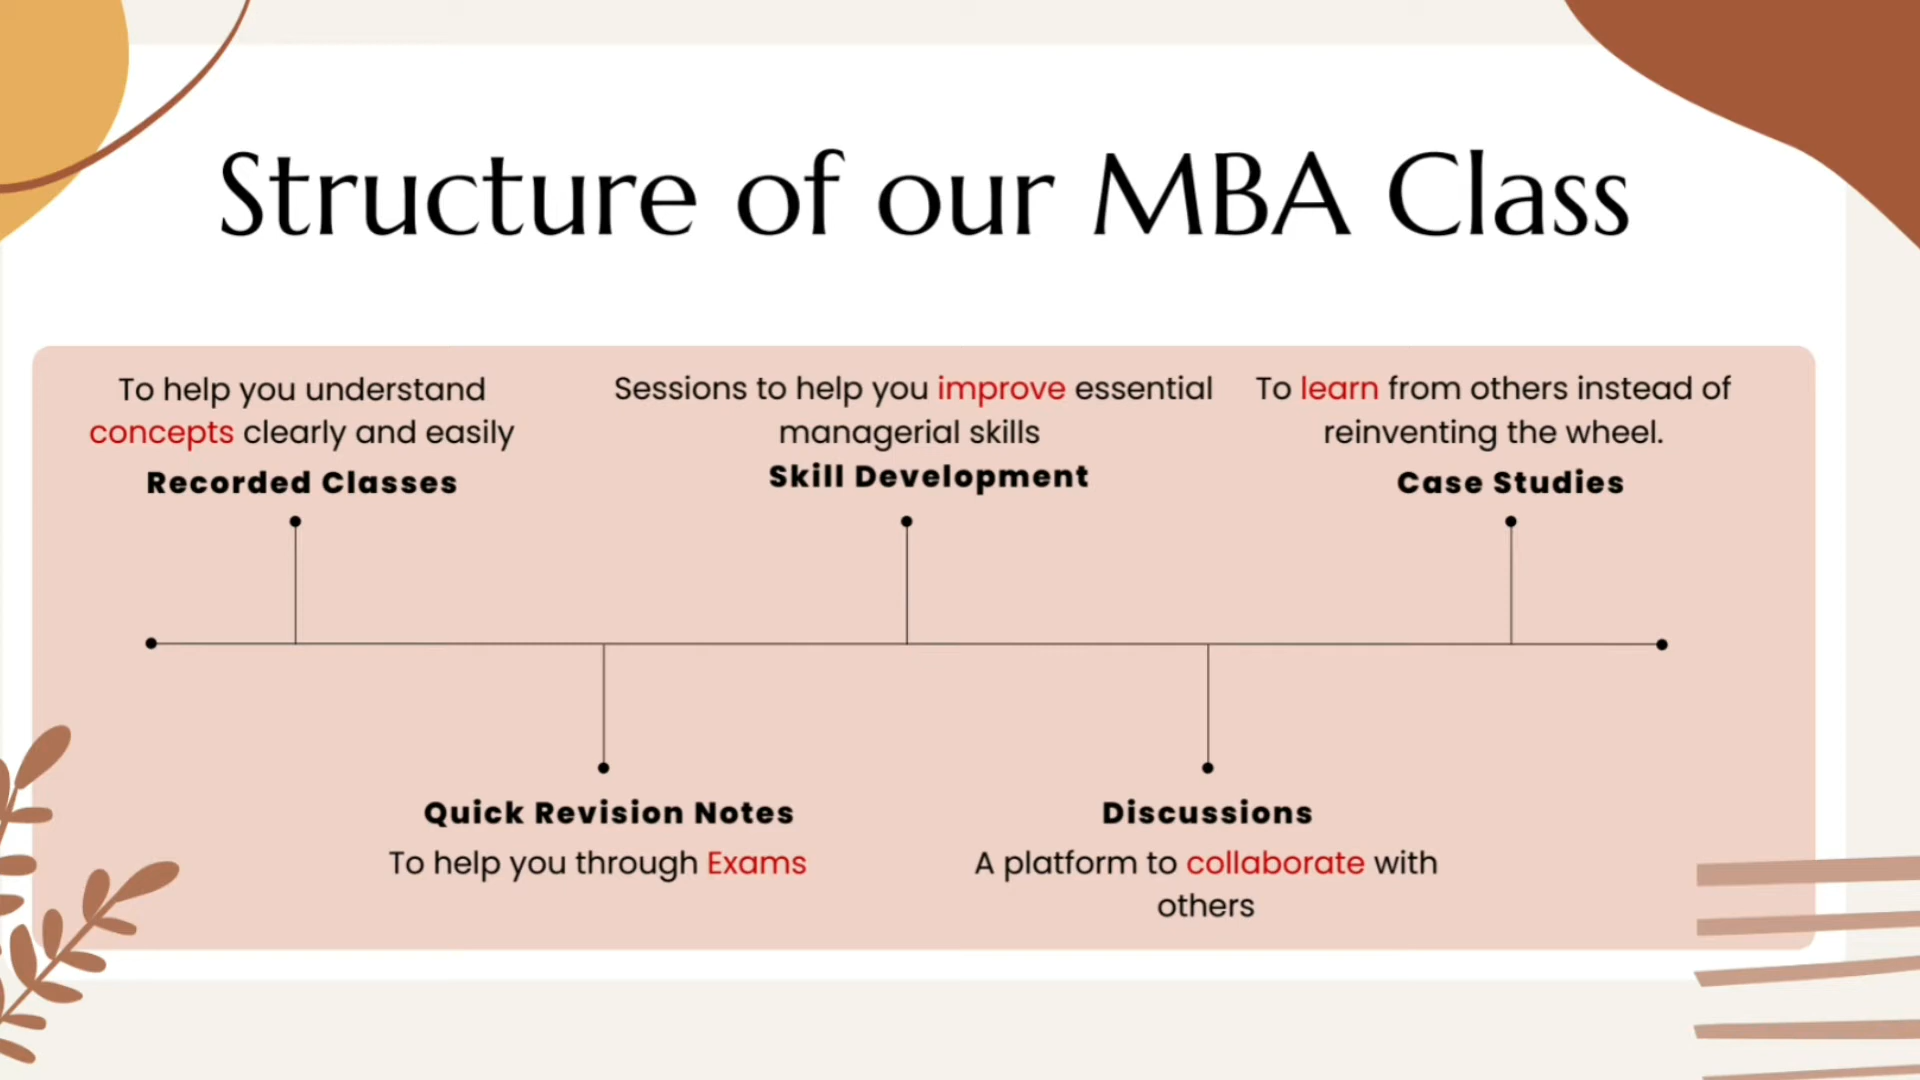 Structure of our MBA Class
To help you understand
concepts clearly and easily
Recorded Classes
Sessions to help you improve essential
managerial skills
Skill Development
To learn from others instead of
reinventing the wheel.
Case Studies
Quick Revision Notes
To help you through Exams
Discussions
A platform to collaborate with
others